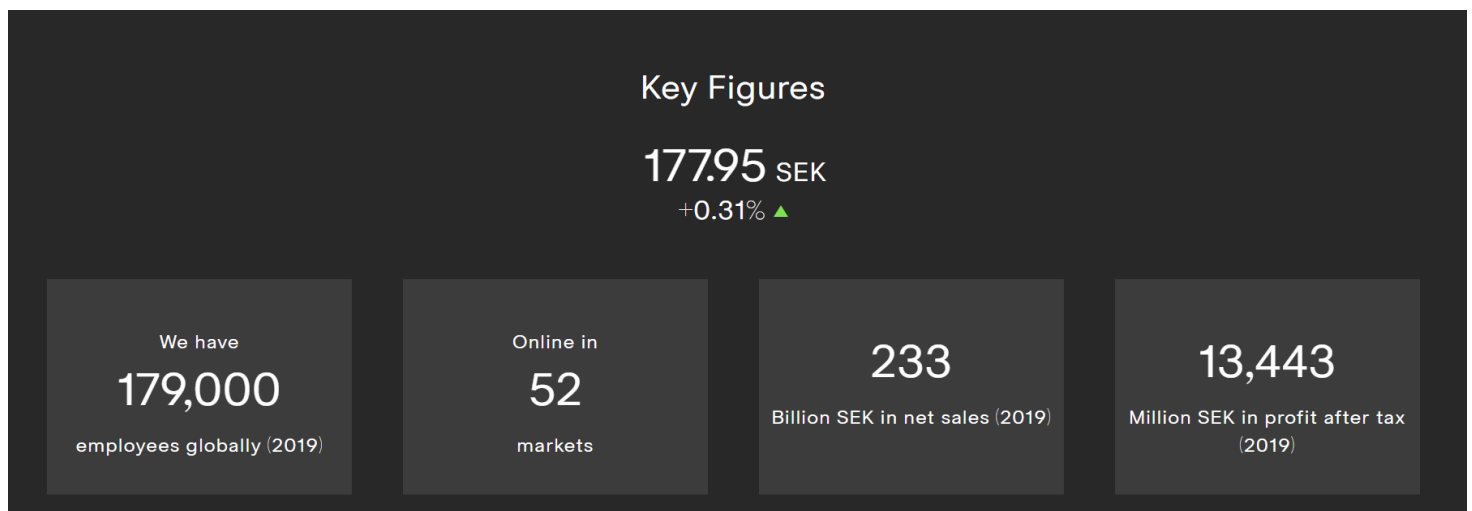 Key Figures
177.95 SEK
+0.31%
We have
179,000
employees globally (2019)
Online in
52
markets
233
Billion SEK in net sales (2019)
13,443
Million SEK in profit after tax
(2019)